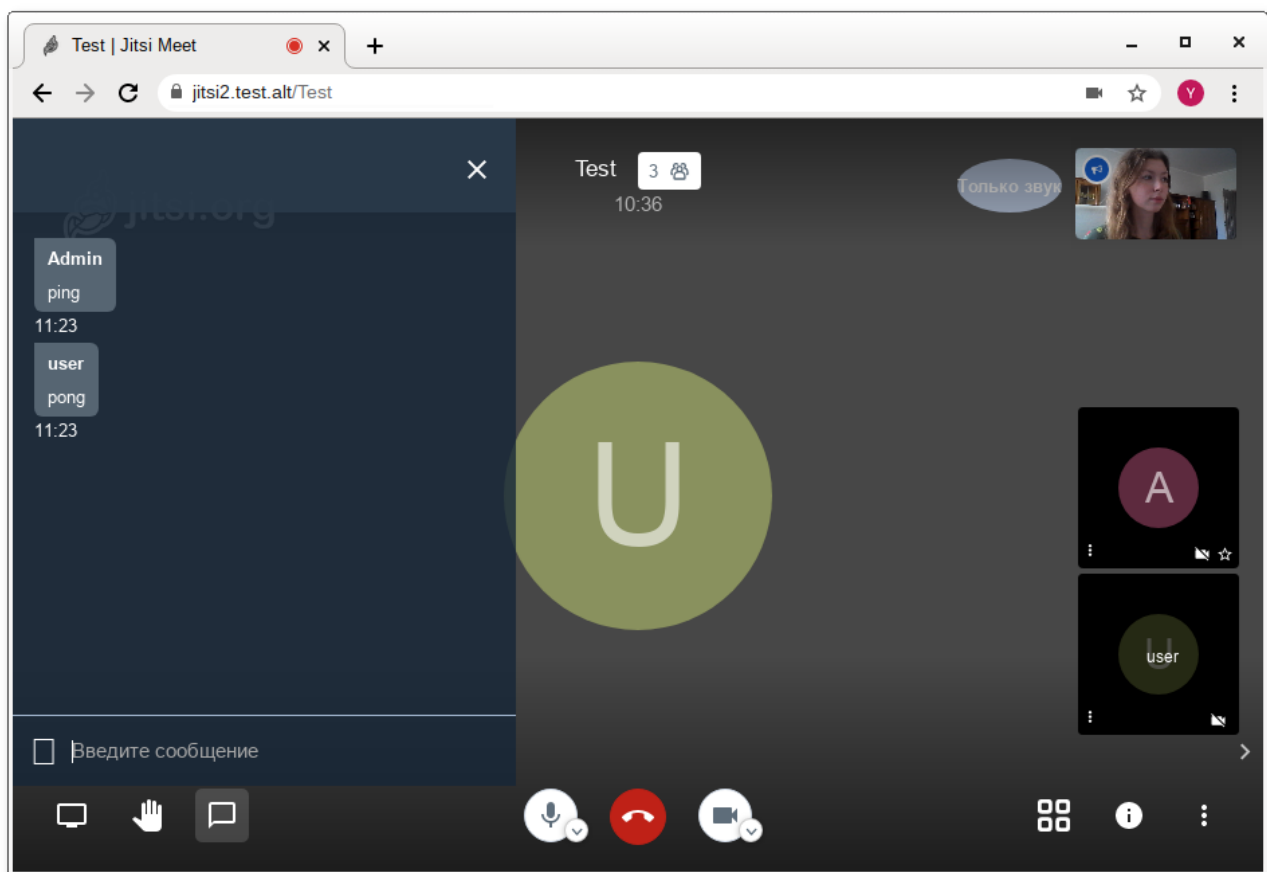 Test | Jitsi Meet
jitsi2.test.alt/Test
Y
jitsi.org
Test 3
10:36
Только звук
Admin
ping
11:23
user
pong
11:23
U
A
U
user
Введите сообщение